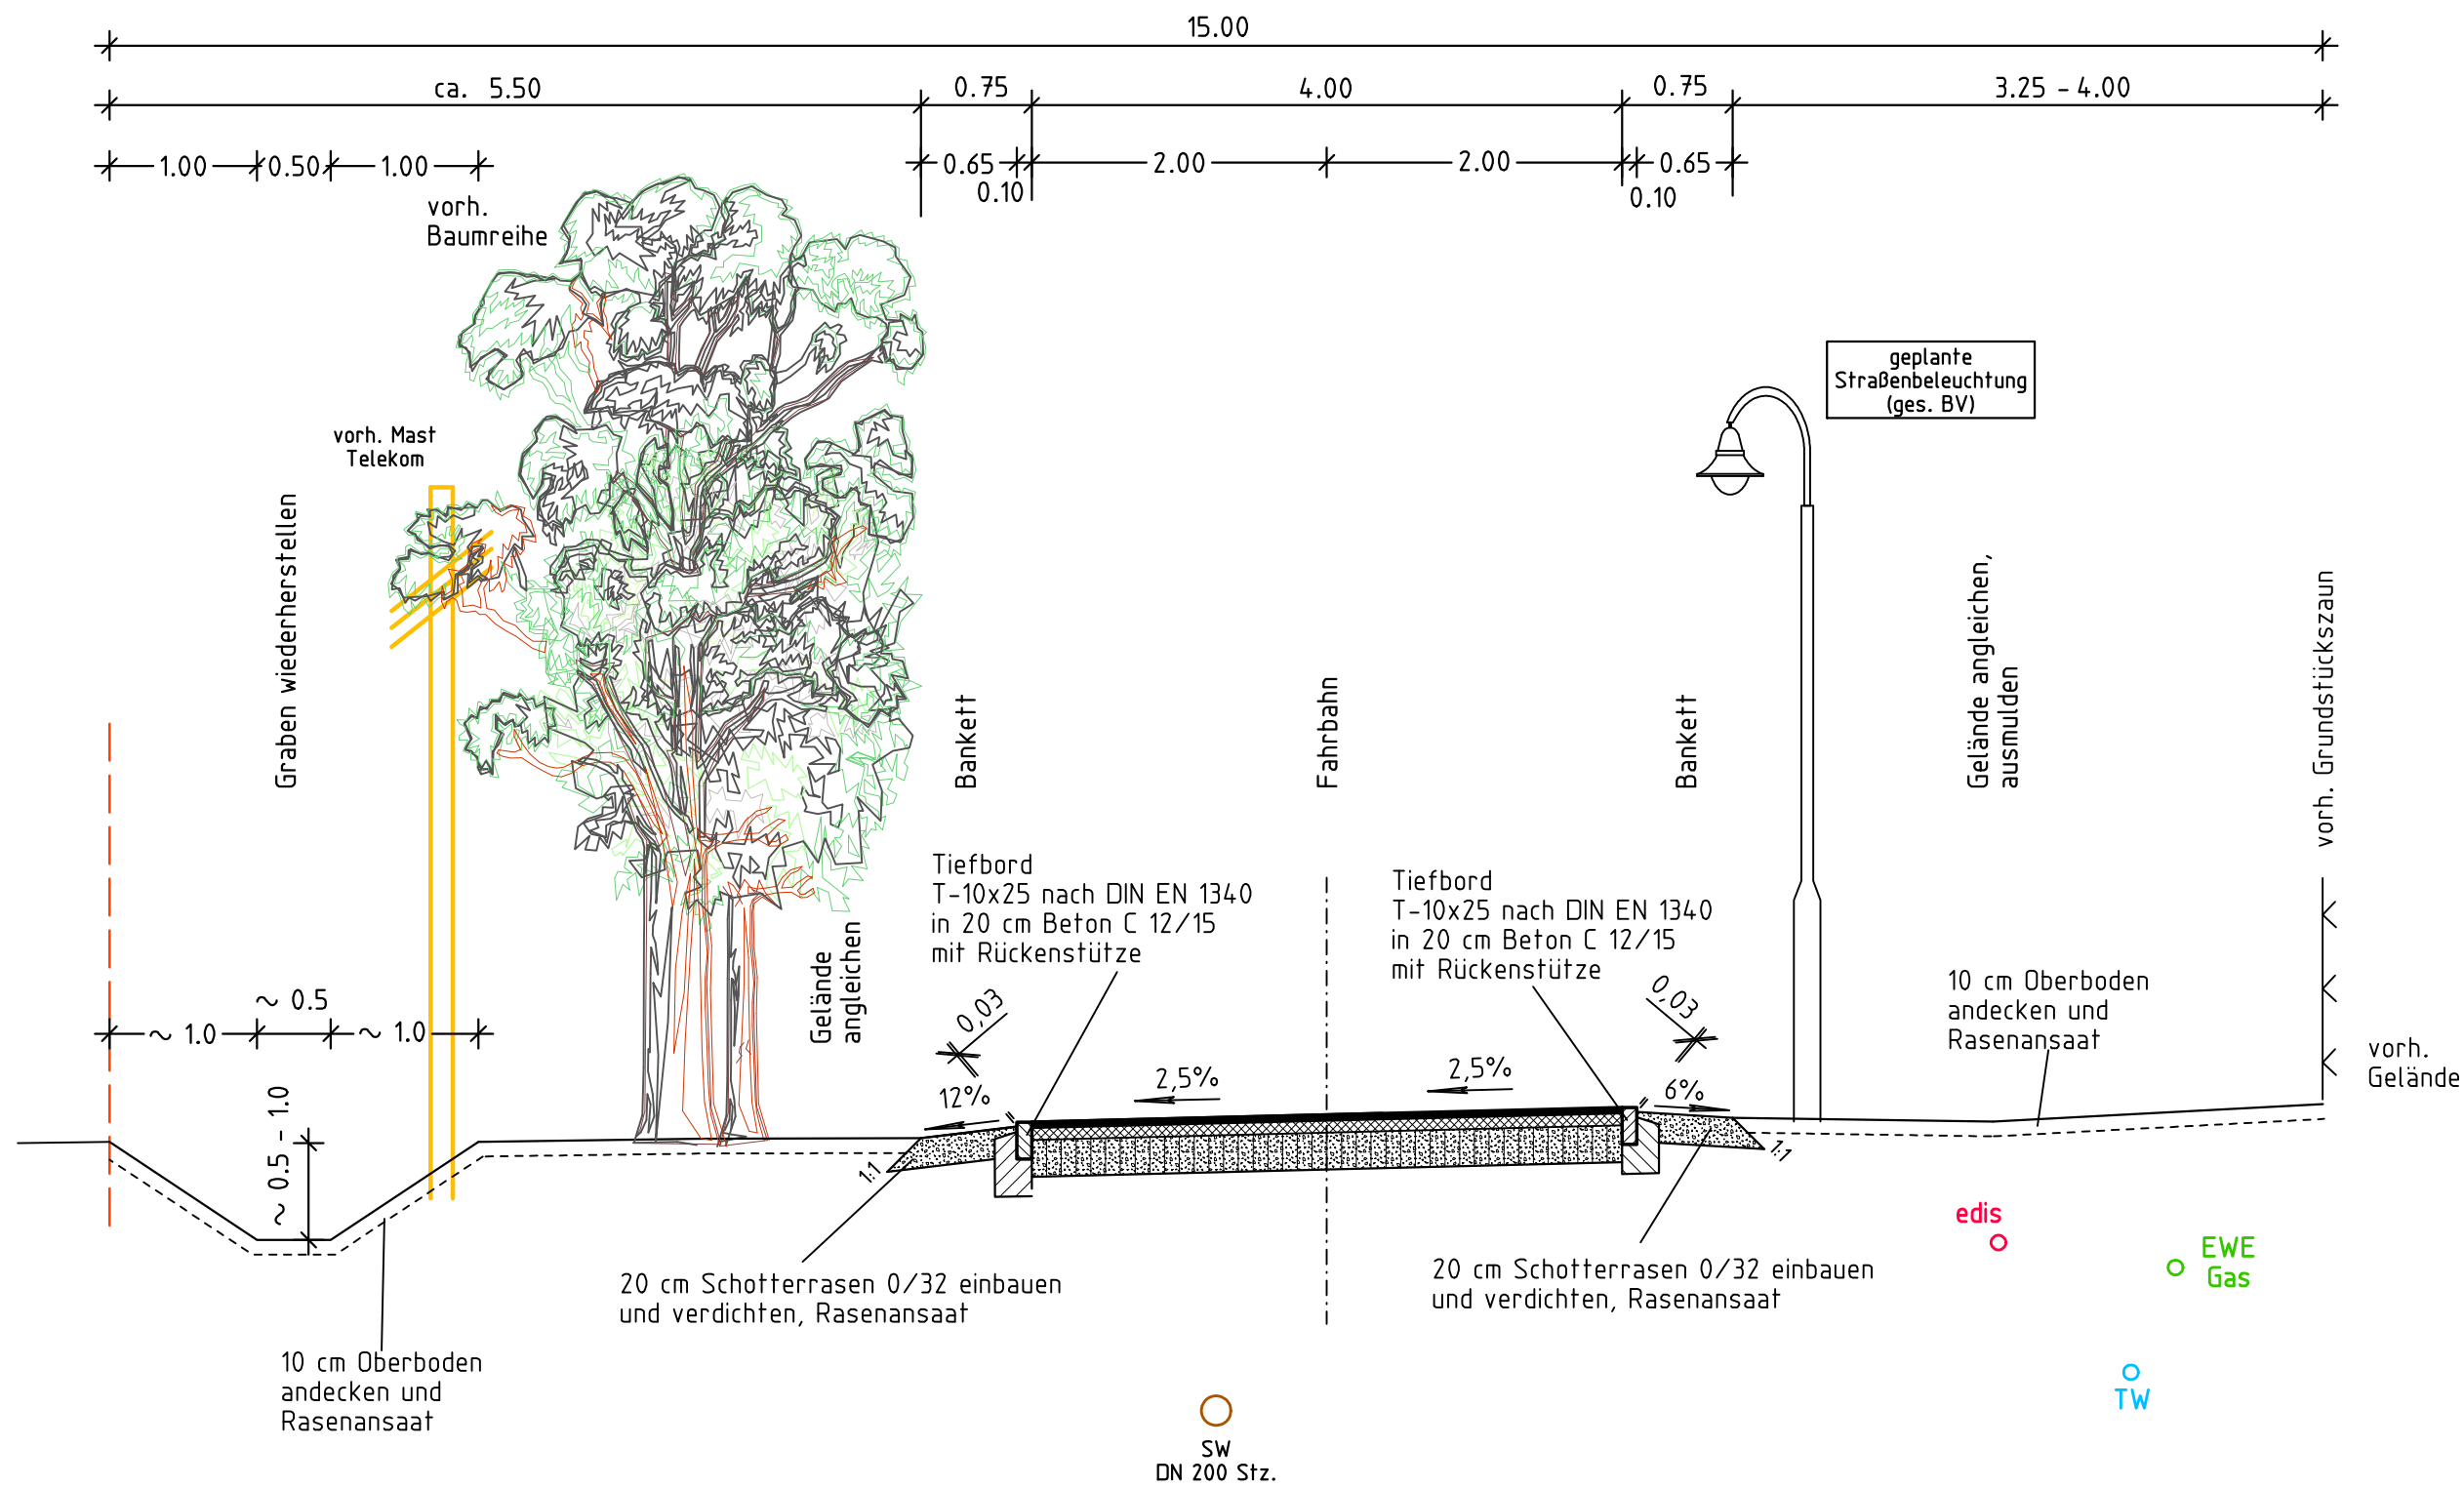 15.00
ca. 5.50
0.75
4.00
0.75
3.25 - 4.00
1.00
0.50
1.00
0.65
0.10
2.00
2.00
0.10
0.65
vorh.
Baumreihe
geplante
Straßenbeleuchtung
(ges. BV)
vorh. Mast
Telekom
Graben wiederherstellen
Bankett
Fahrbahn
Bankett
Gelände angleichen,
ausmulden
vorh. Grundstückszaun
Gelände
angleichen
Tiefbord
T-10x25 nach DIN EN 1340
in 20 cm Beton C 12/15
mit Rückenstütze
Tiefbord
T-10x25 nach DIN EN 1340
in 20 cm Beton C 12/15
mit Rückenstütze
10 cm Oberboden
andecken und
Rasenansaat
vorh.
Gelände
~ 1.0
~ 0.5
~ 1.0
0,03
0,03
12%
2,5%
2,5%
6%
~ 0.5 - 1.0
1:1
1:1
edis
EWE
Gas
TW
20 cm Schotterrasen 0/32 einbauen
und verdichten, Rasenansaat
20 cm Schotterrasen 0/32 einbauen
und verdichten, Rasenansaat
10 cm Oberboden
andecken und
Rasenansaat
SW
DN 200 Stz.